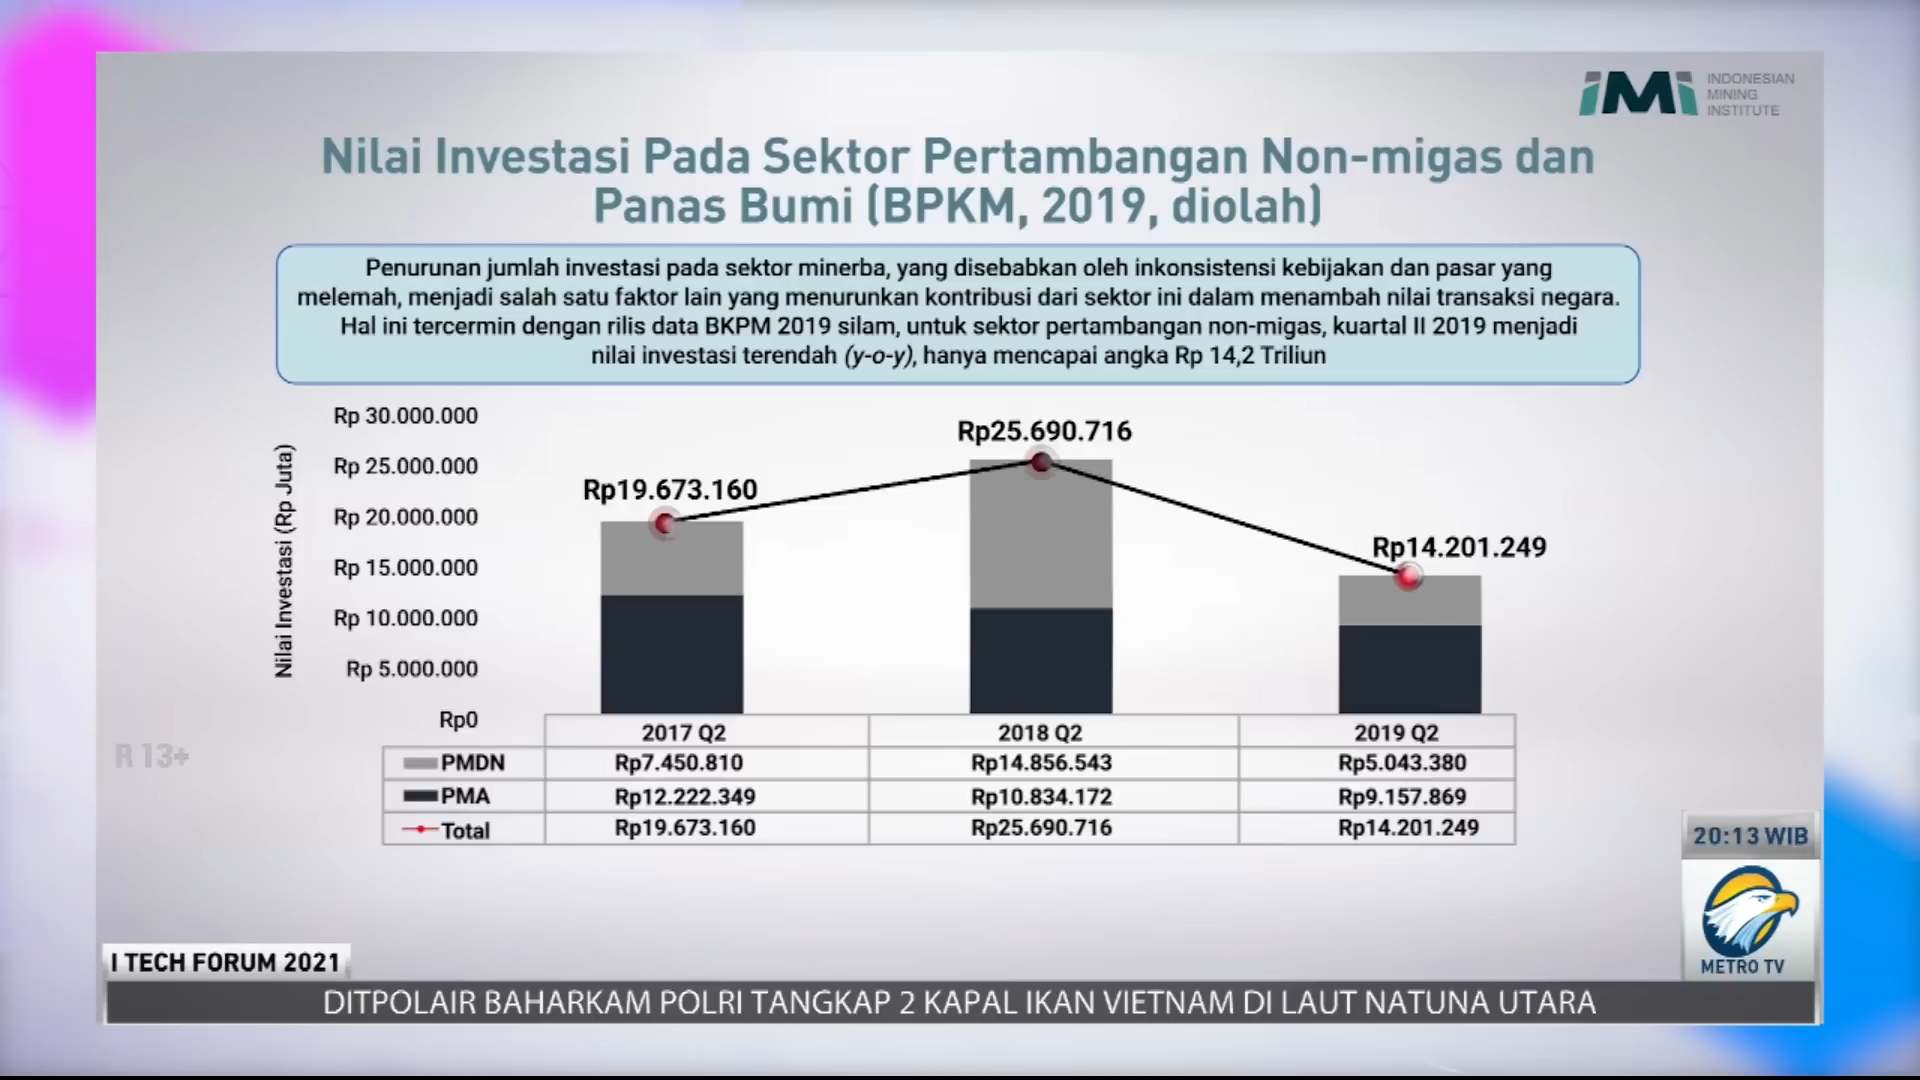 iMi INDONESIAN
MINING
INSTITUTE
Nilai Investasi Pada Sektor Pertambangan Non-migas dan
Panas Bumi (BPKM, 2019, diolah)
Penurunan jumlah investasi pada sektor minerba, yang disebabkan oleh inkonsistensi kebijakan dan pasar yang
melemah, menjadi salah satu faktor lain yang menurunkan kontribusi dari sektor ini dalam menambah nilai transaksi negara.
Hal ini tercermin dengan rilis data BKPM 2019 silam, untuk sektor pertambangan non-migas, kuartal II 2019 menjadi
nilai investasi terendah (y-o-y), hanya mencapai angka Rp 14,2 Triliun
Nilai Investasi (Rp Juta)
Rp 30.000.000
Rp 25.000.000
Rp 20.000.000
Rp 15.000.000
Rp 10.000.000
Rp 5.000.000
Rp0
Rp19.673.160
Rp25.690.716
Rp14.201.249
2017 Q2 2018 Q2 2019 Q2
PMDN Rp7.450.810 Rp14.856.543 Rp5.043.380
PMA Rp12.222.349 Rp10.834.172 Rp9.157.869
Total Rp19.673.160 Rp25.690.716 Rp14.201.249
R 13+
20:13 WIB
METRO TV
I TECH FORUM 2021
DITPOLAIR BAHARKAM POLRI TANGKAP 2 KAPAL IKAN VIETNAM DI LAUT NATUNA UTARA